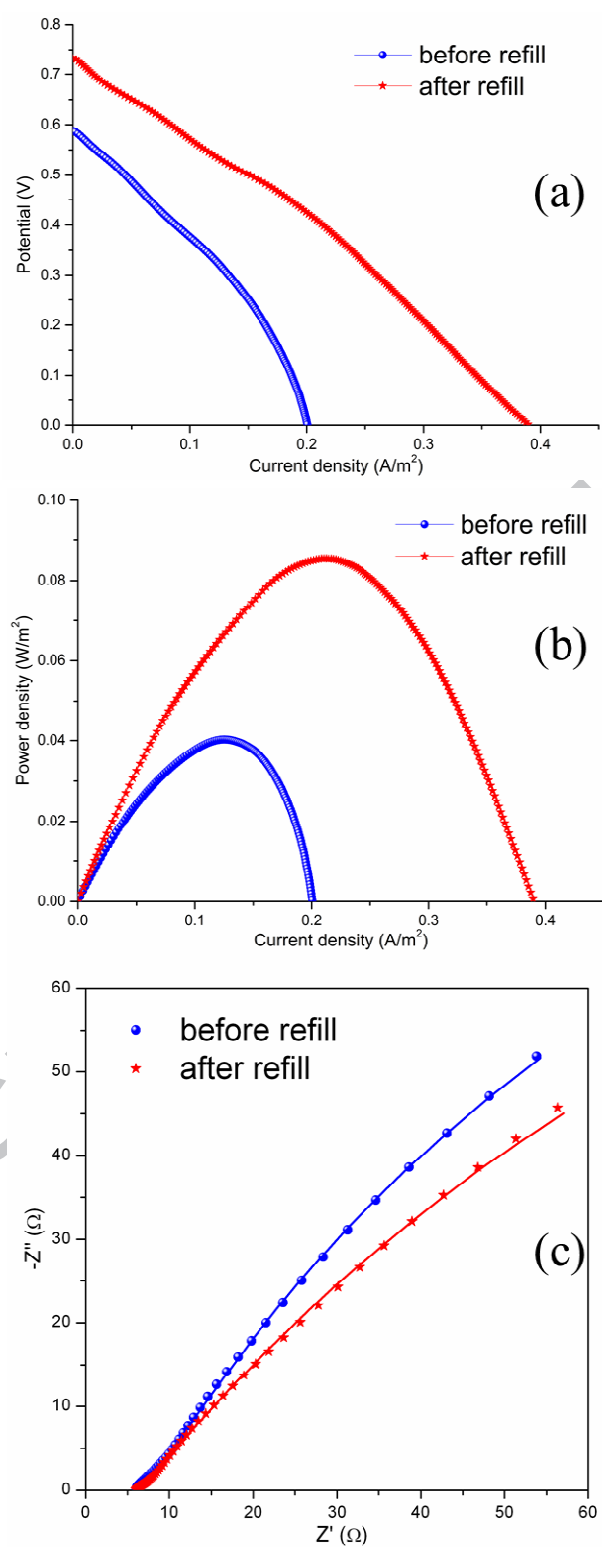 0.8
0.7
0.6
0.5
0.4
0.3
0.2
0.1
0.0
Potential (V)
before refill
after refill
(a)
0.0 0.1 0.2 0.3 0.4
Current density (A/m²)
0.10
0.08
0.06
0.04
0.02
0.00
Power density (W/m²)
before refill
after refill
(b)
0.0 0.1 0.2 0.3 0.4
Current density (A/m²)
60
50
40
30
20
10
0
-Z'' (Ω)
before refill
after refill
(c)
0 10 20 30 40 50 60
Z' (Ω)